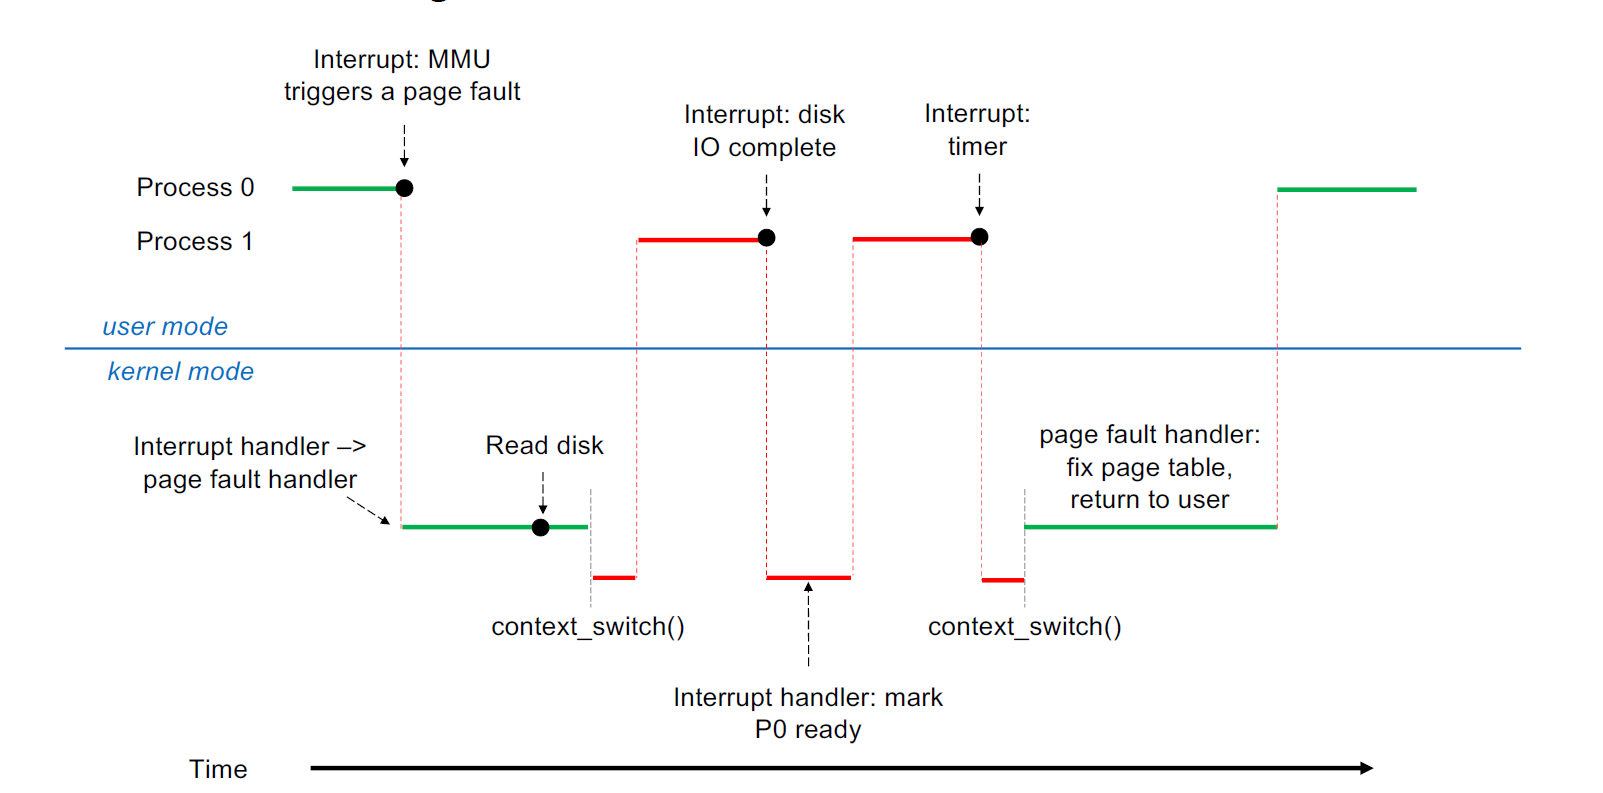 Interrupt: MMU
triggers a page fault
Interrupt: disk
IO complete
Interrupt:
timer
Process 0
Process 1
user mode
kernel mode
Interrupt handler –>
page fault handler
Read disk
page fault handler:
fix page table,
return to user
context_switch()
context_switch()
Interrupt handler: mark
P0 ready
Time